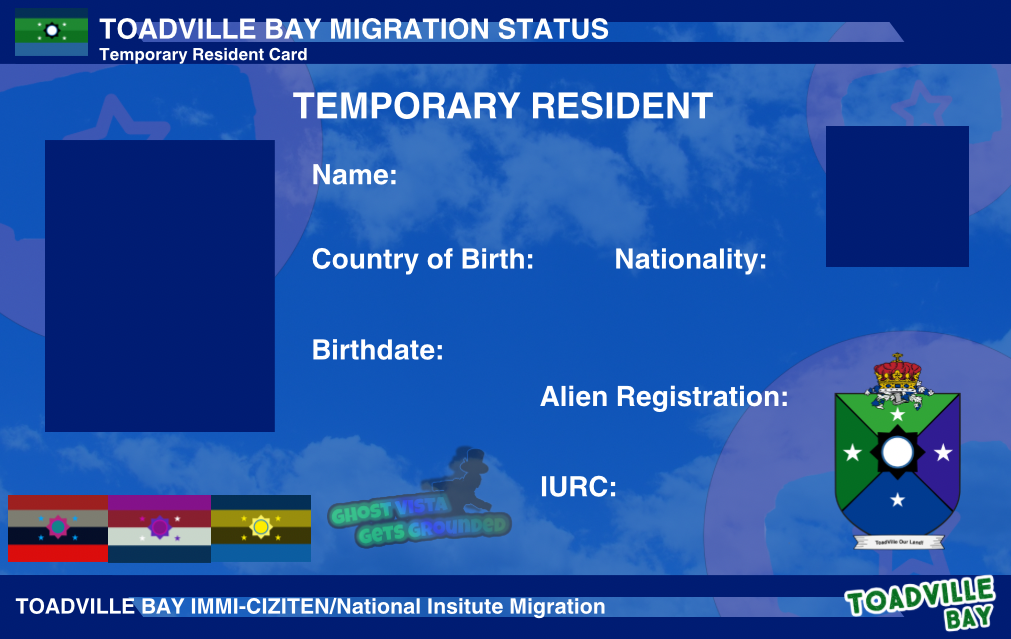 TOADVILLE BAY MIGRATION STATUS
Temporary Resident Card
TEMPORARY RESIDENT
Name:
Country of Birth: Nationality:
Birthdate:
Alien Registration:
IURC:
GHOST VISTA
GETS GROUNDED
ToadVille Our Land!
TOADVILLE BAY IMMI-CIZITEN/National Insitute Migration
TOADVILLE
BAY